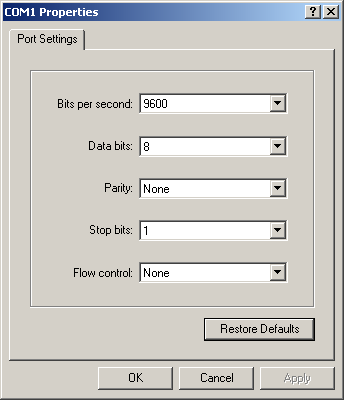 COM1 Properties
Port Settings
Bits per second: 9600
Data bits: 8
Parity: None
Stop bits: 1
Flow control: None
Restore Defaults
OK Cancel Apply